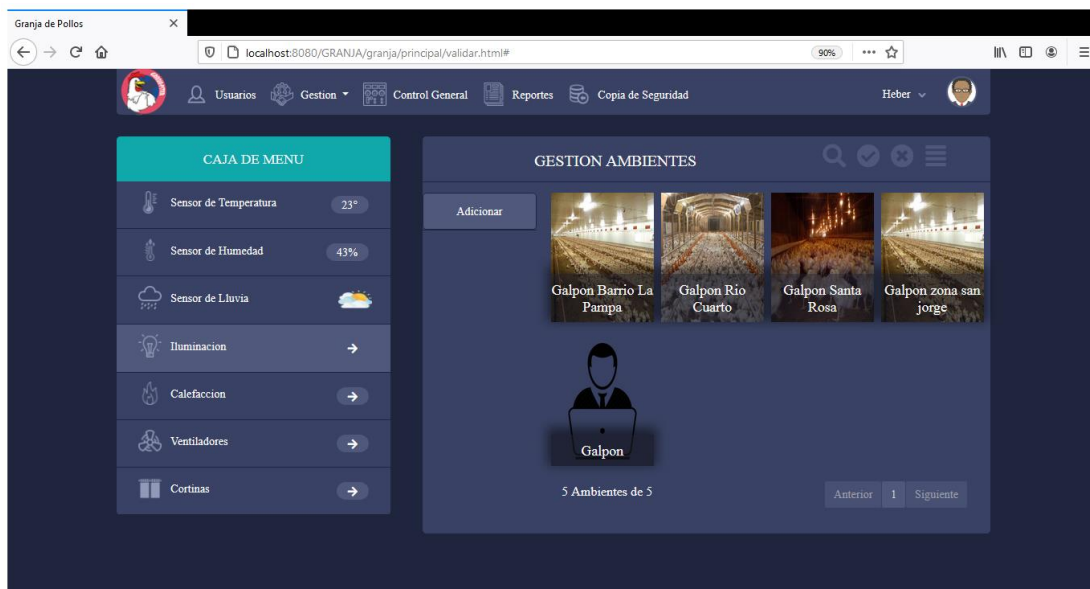 Granja de Pollos
localhost:8080/GRANJA/granja/principal/validar.html#
90%
Usuarios Gestion Control General Reportes Copia de Seguridad Heber
CAJA DE MENU
Sensor de Temperatura 23°
Sensor de Humedad 43%
Sensor de Lluvia
Iluminacion
Calefaccion
Ventiladores
Cortinas
GESTION AMBIENTES
Adicionar
Galpon Barrio La
Pampa
Galpon Rio
Cuarto
Galpon Santa
Rosa
Galpon zona san
jorge
Galpon
5 Ambientes de 5
Anterior 1 Siguiente